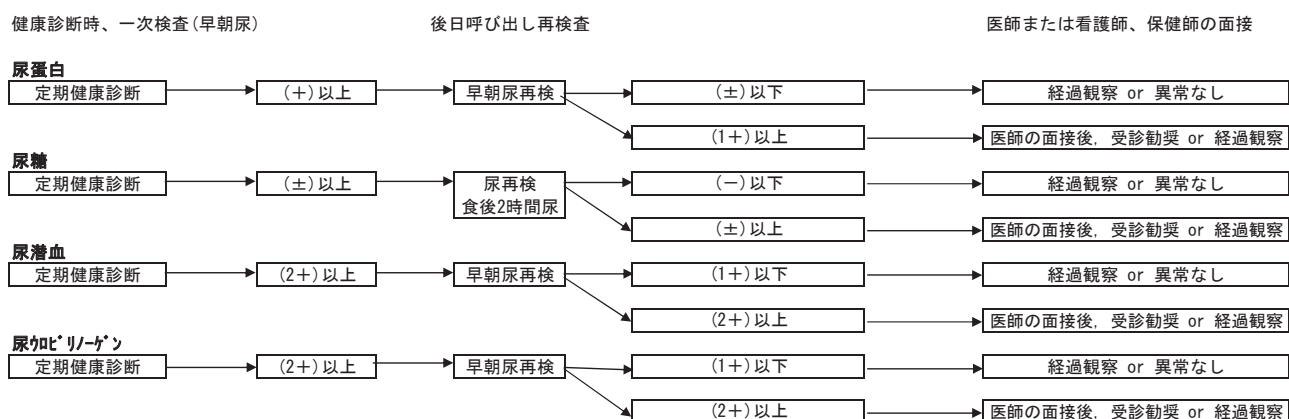 健康診断時、一次検査(早朝尿) 後日呼び出し再検査 医師または看護師、保健師の面接
尿蛋白
定期健康診断 (+)以上 早朝尿再検 (±)以下 経過観察 or 異常なし
(1+)以上 医師の面接後, 受診勧奨 or 経過観察
尿糖
定期健康診断 (±)以上 尿再検 (-)以下 経過観察 or 異常なし
食後2時間尿
(±)以上 医師の面接後, 受診勧奨 or 経過観察
尿潜血
定期健康診断 (2+)以上 早朝尿再検 (1+)以下 経過観察 or 異常なし
(2+)以上 医師の面接後, 受診勧奨 or 経過観察
尿ｳﾛﾋﾞﾘﾉｰｹﾞﾝ
定期健康診断 (2+)以上 早朝尿再検 (1+)以下 経過観察 or 異常なし
(2+)以上 医師の面接後, 受診勧奨 or 経過観察